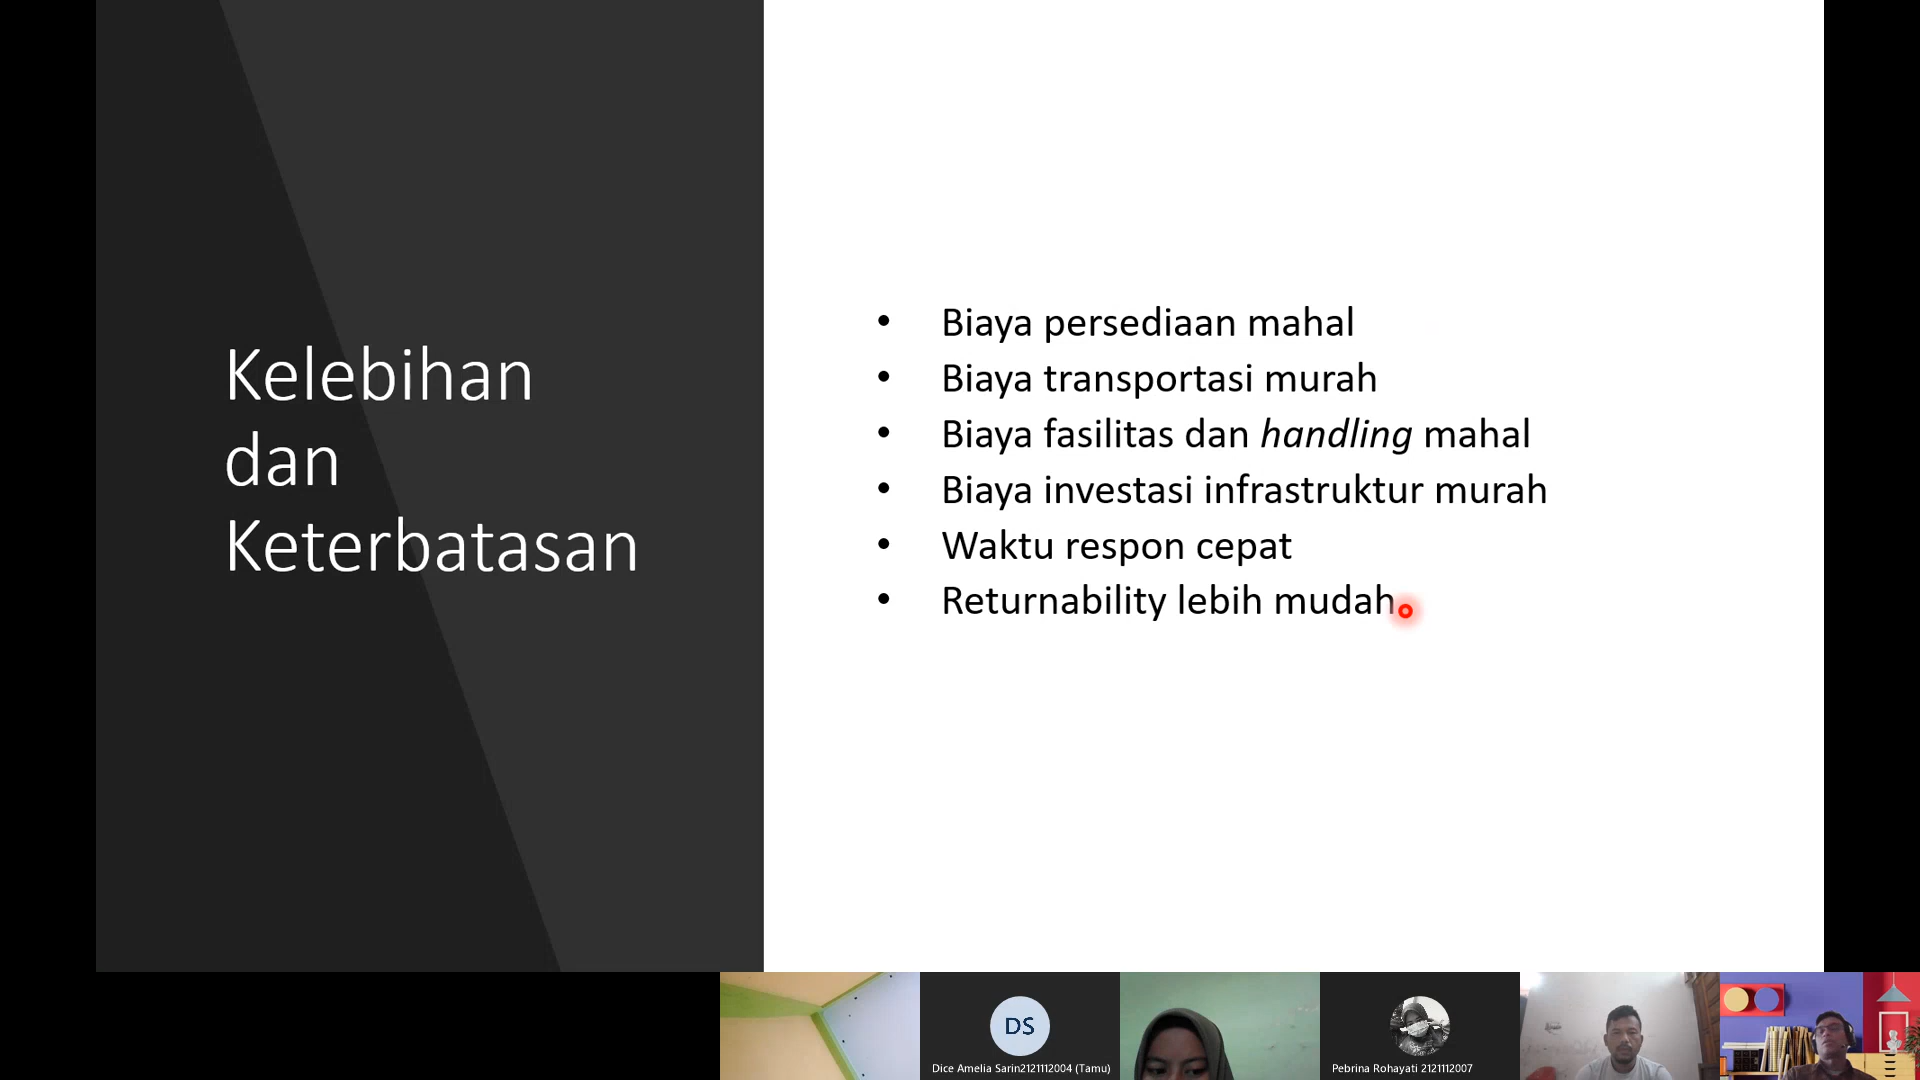 Kelebihan
dan
Keterbatasan
• Biaya persediaan mahal
• Biaya transportasi murah
• Biaya fasilitas dan handling mahal
• Biaya investasi infrastruktur murah
• Waktu respon cepat
• Returnability lebih mudah
DS
Dice Amelia Sarin2121112004 (Tamu)
Pebrina Rohayati 2121112007